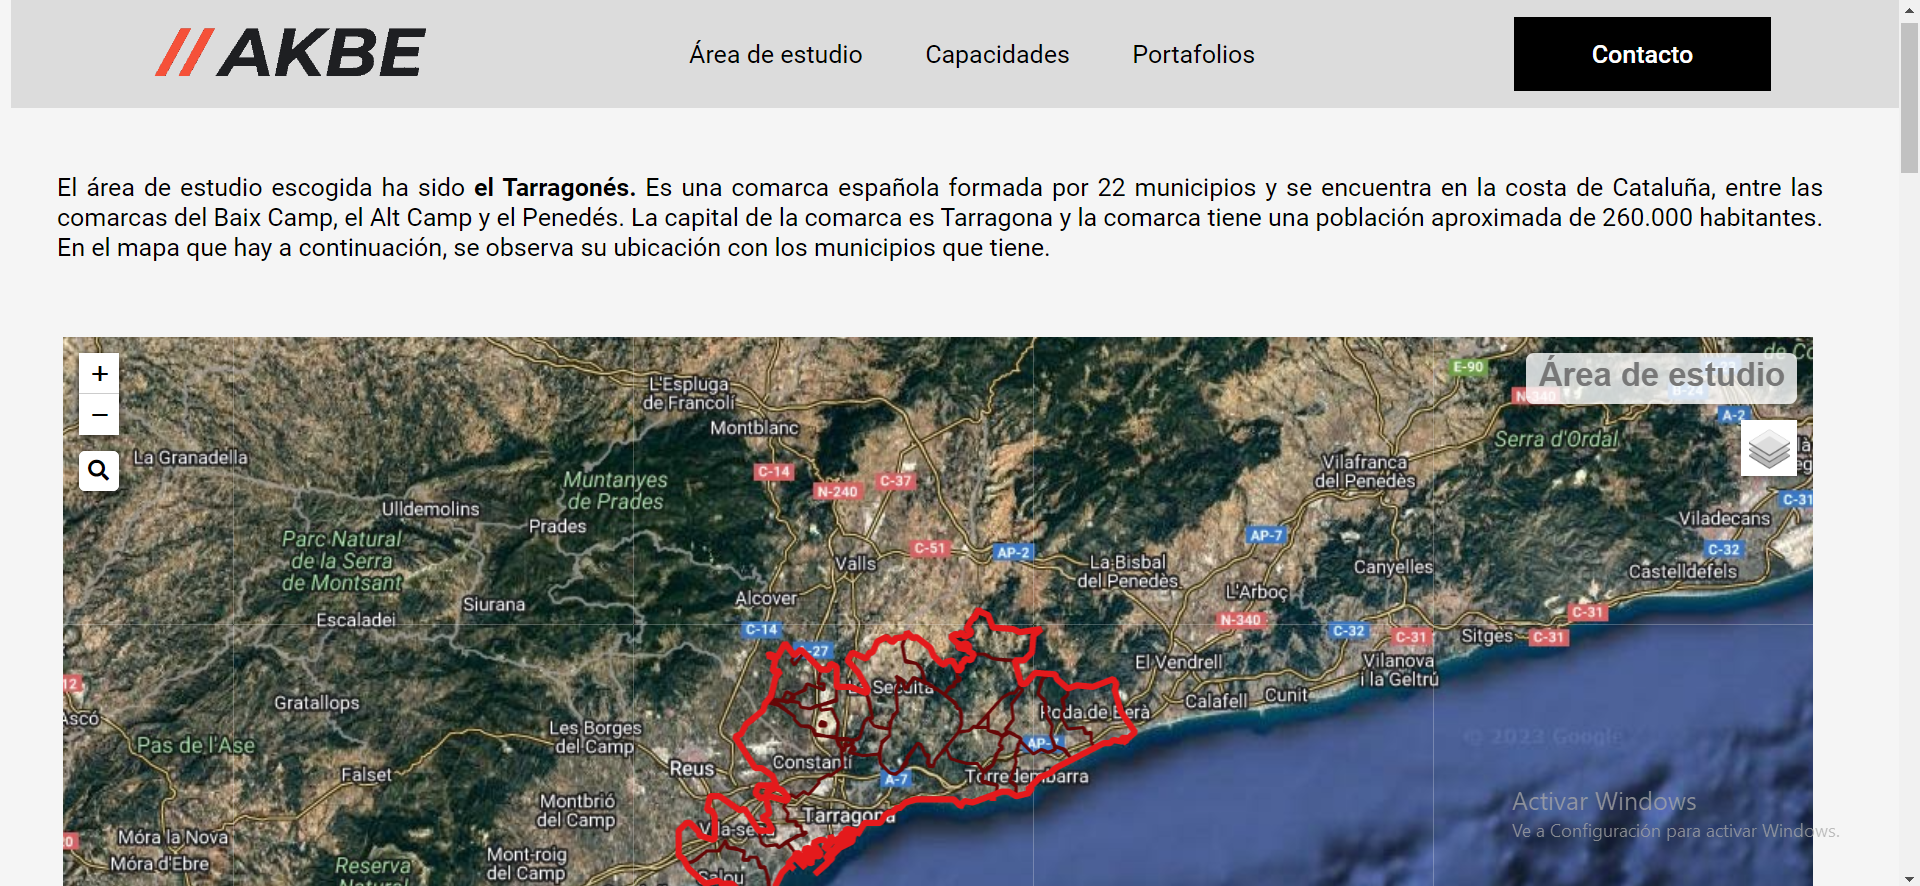 //AKBE
Área de estudio
Capacidades
Portafolios
Contacto
El área de estudio escogida ha sido el Tarragonés. Es una comarca española formada por 22 municipios y se encuentra en la costa de Cataluña, entre las
comarcas del Baix Camp, el Alt Camp y el Penedés. La capital de la comarca es Tarragona y la comarca tiene una población aproximada de 260.000 habitantes.
En el mapa que hay a continuación, se observa su ubicación con los municipios que tiene.
+
−
Área de estudio
E-90
N-340
B-24
A-2
L'Espluga
de Francolí
Montblanc
Serra d'Ordal
La Granadella
Vilafranca
del Penedès
C-14
Muntanyes
de Prades
N-240
C-37
C-31
Ulldemolins
Prades
Viladecans
Parc Natural
de la Serra
de Montsant
C-51
AP-2
AP-7
C-32
Valls
La Bisbal
del Penedès
Canyelles
Castelldefels
Alcover
L'Arboç
Siurana
Escaladei
C-14
N-340
C-32
C-31
Sitges
C-31
C-31
C-27
El Vendrell
Vilanova
i la Geltrú
12
Secuita
Calafell
Cunit
Gratallops
Roda de Berà
Ascó
Les Borges
del Camp
Pas de l'Ase
AP-7
© 2023 Google
Reus
Constantí
A-7
Torredembarra
Falset
Montbrió
del Camp
Activar Windows
Ve a Configuración para activar Windows.
Tarragona
Vila-seca
Móra la Nova
Móra d'Ebre
Mont-roig
del Camp
Reserva
Natural
Salou